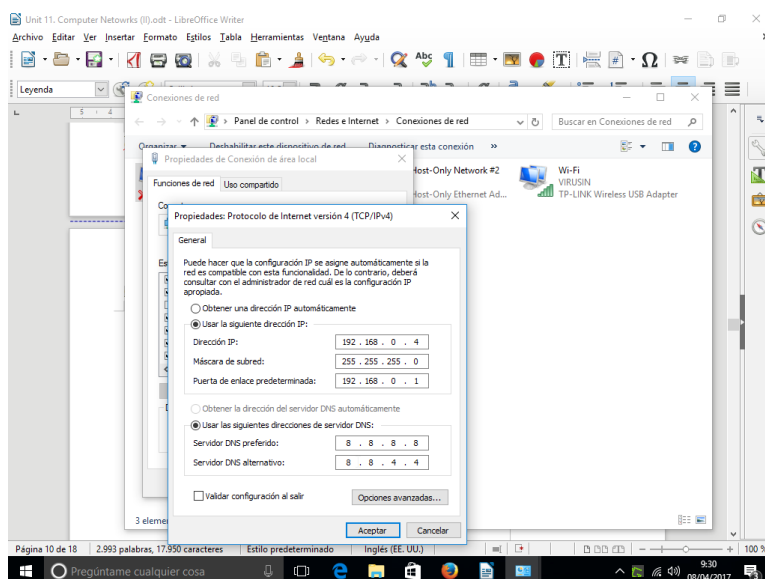 Unit 11. Computer Netowrks (II).odt - LibreOffice Writer
Archivo Editar Ver Insertar Formato Estilos Tabla Herramientas Ventana Ayuda
Leyenda
Conexiones de red
Panel de control > Redes e Internet > Conexiones de red
Buscar en Conexiones de red
Organizar Deshabilitar este dispositivo de red Diagnosticar esta conexión »
Propiedades de Conexión de área local
Host-Only Network #2
Wi-Fi
VIRUSIN
Host-Only Ethernet Ad...
TP-LINK Wireless USB Adapter
Funciones de red Uso compartido
Propiedades: Protocolo de Internet versión 4 (TCP/IPv4)
General
Puede hacer que la configuración IP se asigne automáticamente si la
red es compatible con esta funcionalidad. De lo contrario, deberá
consultar con el administrador de red cuál es la configuración IP
apropiada.
Obtener una dirección IP automáticamente
Usar la siguiente dirección IP:
Dirección IP: 192 . 168 . 0 . 4
Máscara de subred: 255 . 255 . 255 . 0
Puerta de enlace predeterminada: 192 . 168 . 0 . 1
Obtener la dirección del servidor DNS automáticamente
Usar las siguientes direcciones de servidor DNS:
Servidor DNS preferido: 8 . 8 . 8 . 8
Servidor DNS alternativo: 8 . 8 . 4 . 4
Validar configuración al salir
Opciones avanzadas...
Aceptar Cancelar
Página 10 de 18 2.993 palabras, 17.950 caracteres Estilo predeterminado Inglés (EE. UU.) 100 %
Pregúntame cualquier cosa
9:30
08/04/2017